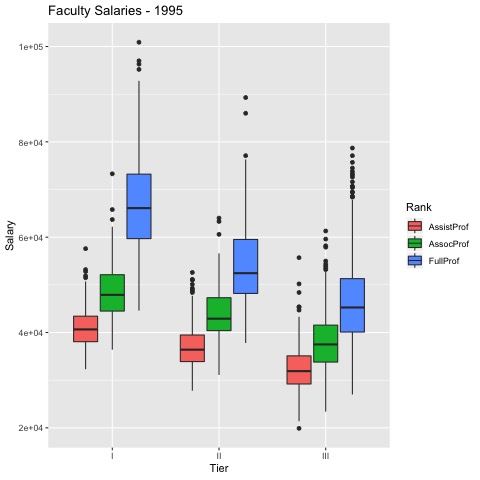 Faculty Salaries - 1995
1e+05
8e+04
6e+04
4e+04
2e+04
Salary
I
II
III
Tier
Rank
AssistProf
AssocProf
FullProf